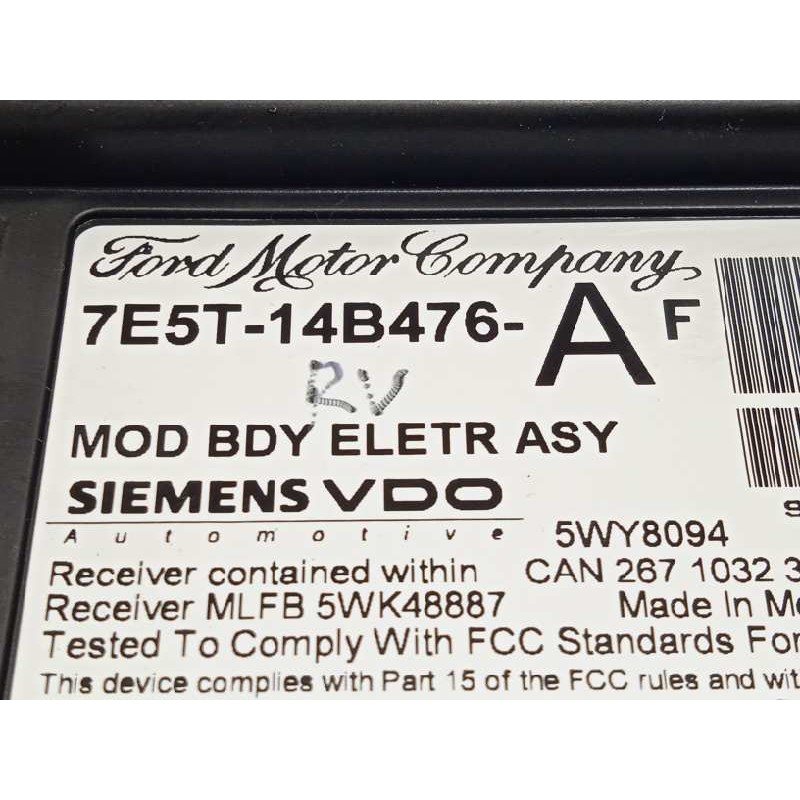 Ford Motor Company
7E5T-14B476-A F
RV
MOD BDY ELETR ASY
SIEMENS VDO
Automotive
5WY8094
Receiver contained within CAN 267 1032 3
Receiver MLFB 5WK48887 Made In
Tested To Comply With FCC Standards For
This device complies with Part 15 of the FCC rules and